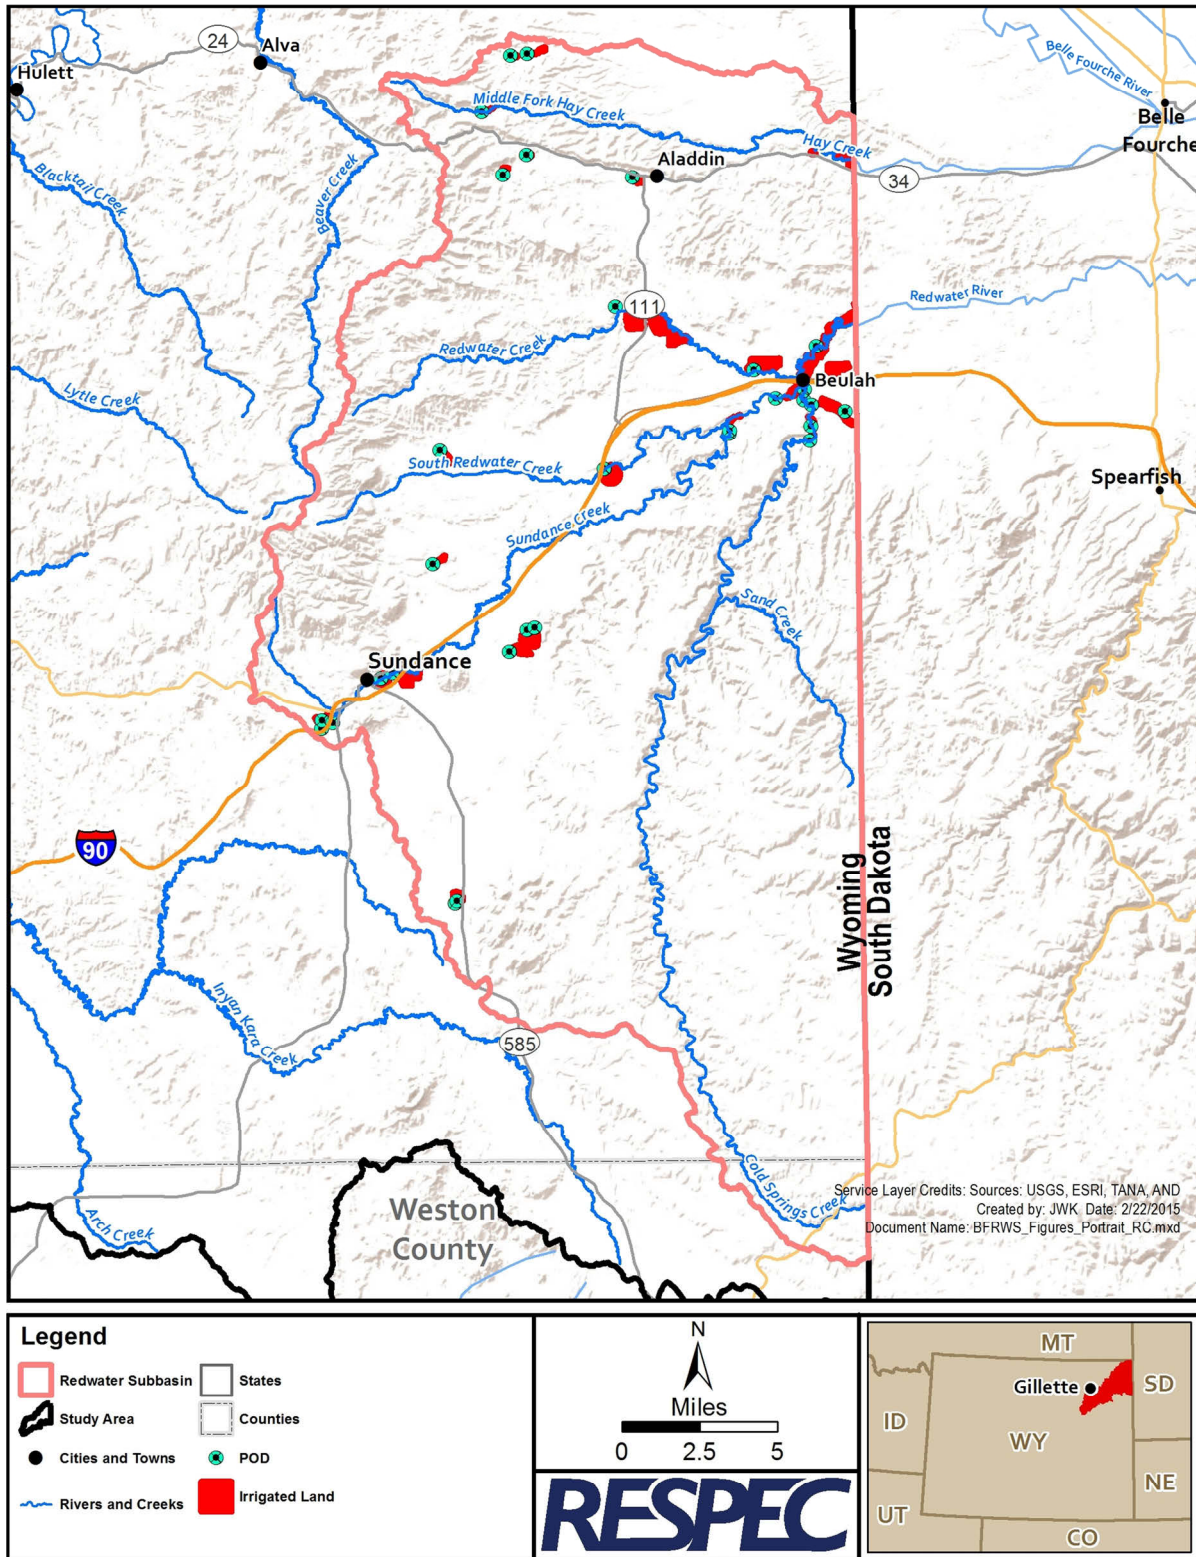 24
Alva
Hulett
Belle Fourche River
Belle
Fourche
Middle Fork Hay Creek
Hay Creek
Aladdin
34
Blacktail Creek
Beaver Creek
111
Redwater River
Redwater Creek
Beulah
Lytle Creek
South Redwater Creek
Spearfish
Sundance Creek
Sand Creek
Sundance
90
Wyoming
South Dakota
Inyan Kara Creek
585
Cold Springs Creek
Weston
County
Arch Creek
Service Layer Credits: Sources: USGS, ESRI, TANA, AND
Created by: JWK Date: 2/22/2015
Document Name: BFRWS_Figures_Portrait_RC.mxd
Legend
Redwater Subbasin
States
Study Area
Counties
Cities and Towns
POD
Rivers and Creeks
Irrigated Land
N
Miles
0 2.5 5
RESPEC
MT
Gillette
SD
ID
WY
NE
UT
CO